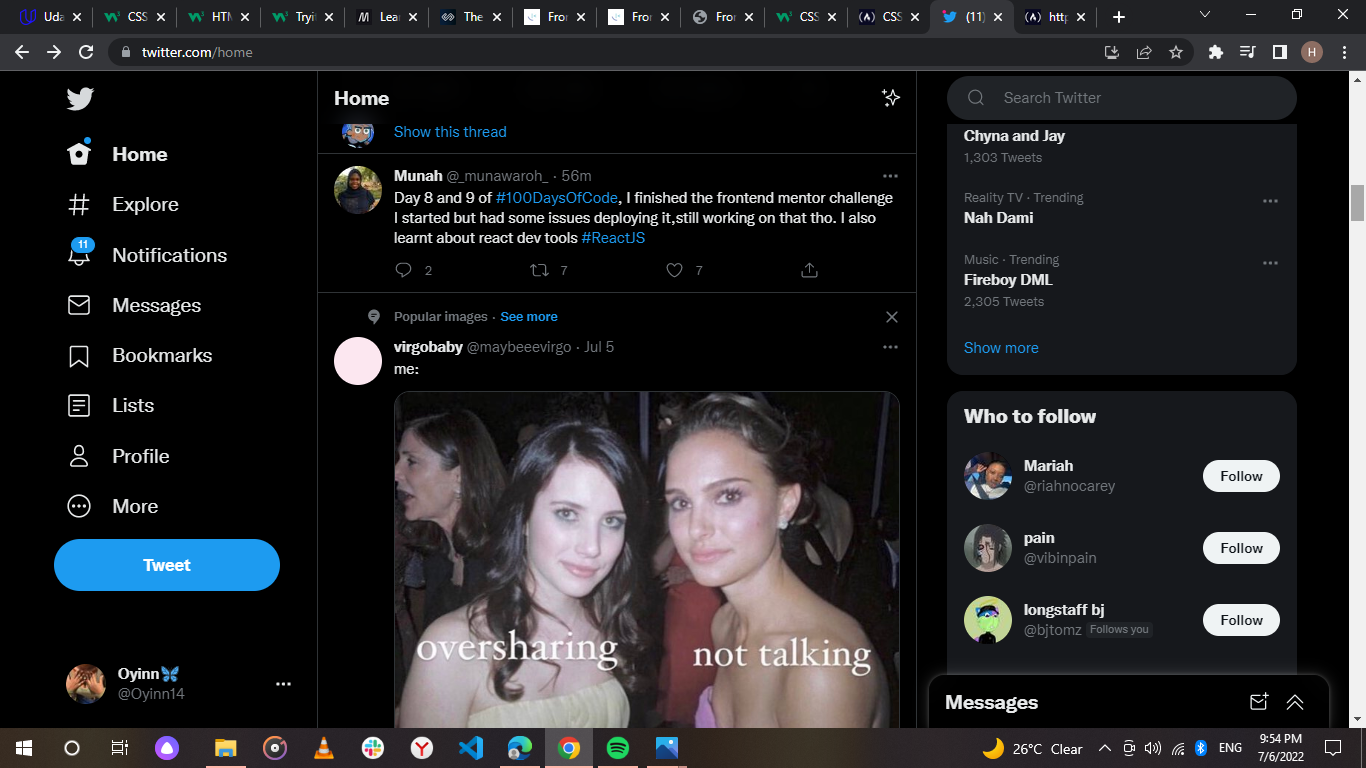 Uda
CSS
HTM
Tryit
Lear
The
Fror
Fror
Fror
CSS
CSS
(11)
http
twitter.com/home
H
Home
Explore
11
Notifications
Messages
Bookmarks
Lists
Profile
More
Tweet
Oyinn🦋
@Oyinn14
Home
Show this thread
Munah @_munawaroh_ · 56m
Day 8 and 9 of #100DaysOfCode, I finished the frontend mentor challenge
I started but had some issues deploying it,still working on that tho. I also
learnt about react dev tools #ReactJS
2 7 7
Popular images · See more
virgobaby @maybeeevirgo · Jul 5
me:
oversharing
not talking
Search Twitter
Chyna and Jay
1,303 Tweets
Reality TV · Trending
Nah Dami
Music · Trending
Fireboy DML
2,305 Tweets
Show more
Who to follow
Mariah
@riahnocarey
Follow
pain
@vibinpain
Follow
longstaff bj
@bjtomz Follows you
Follow
Messages
26°C Clear
ENG
9:54 PM
7/6/2022